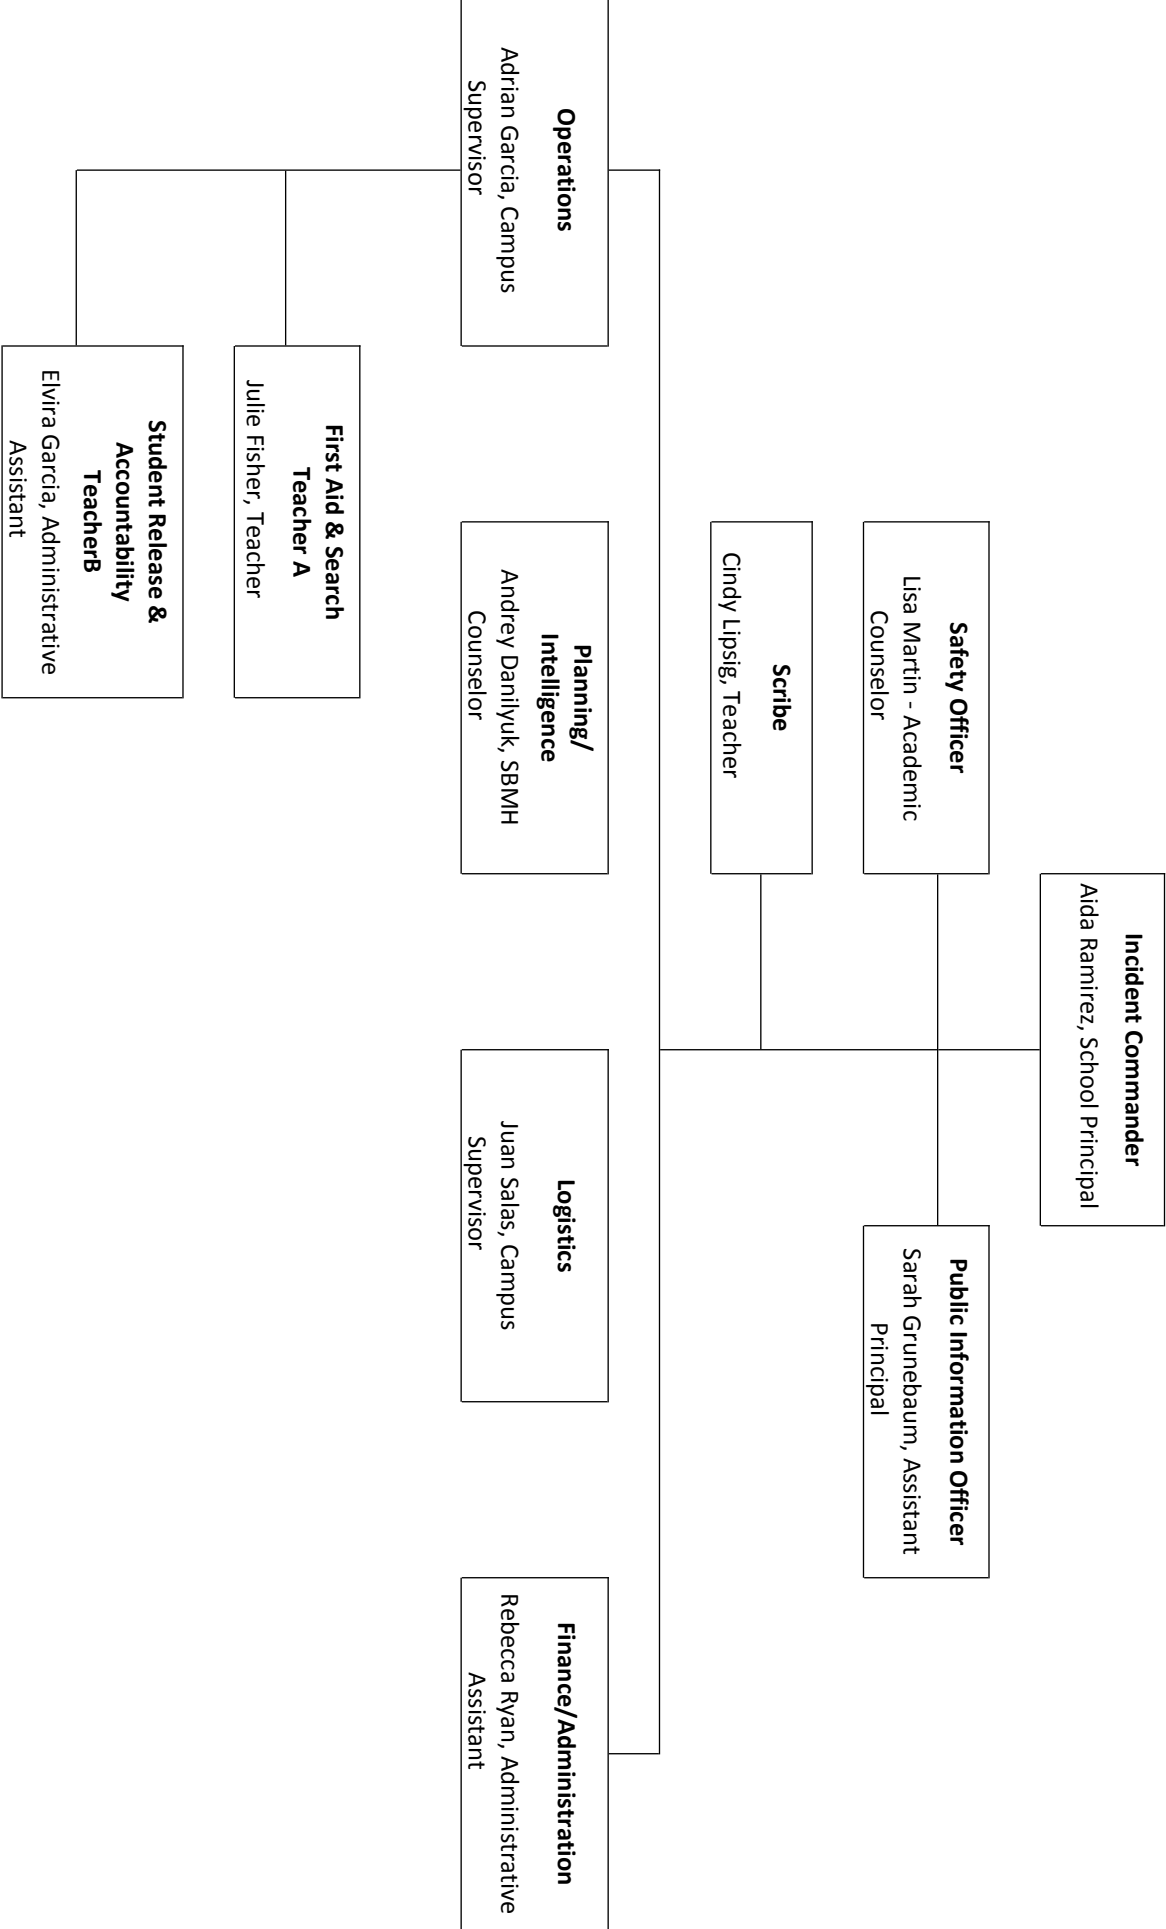 Incident Commander
Aida Ramirez, School Principal
Safety Officer
Lisa Martin - Academic
Counselor
Public Information Officer
Sarah Grunebaum, Assistant
Principal
Scribe
Cindy Lipsig, Teacher
Operations
Adrian Garcia, Campus
Supervisor
Planning/
Intelligence
Andrey Danilyuk, SBMH
Counselor
Logistics
Juan Salas, Campus
Supervisor
Finance/Administration
Rebecca Ryan, Administrative
Assistant
First Aid & Search
Teacher A
Julie Fisher, Teacher
Student Release &
Accountability
TeacherB
Elvira Garcia, Administrative
Assistant